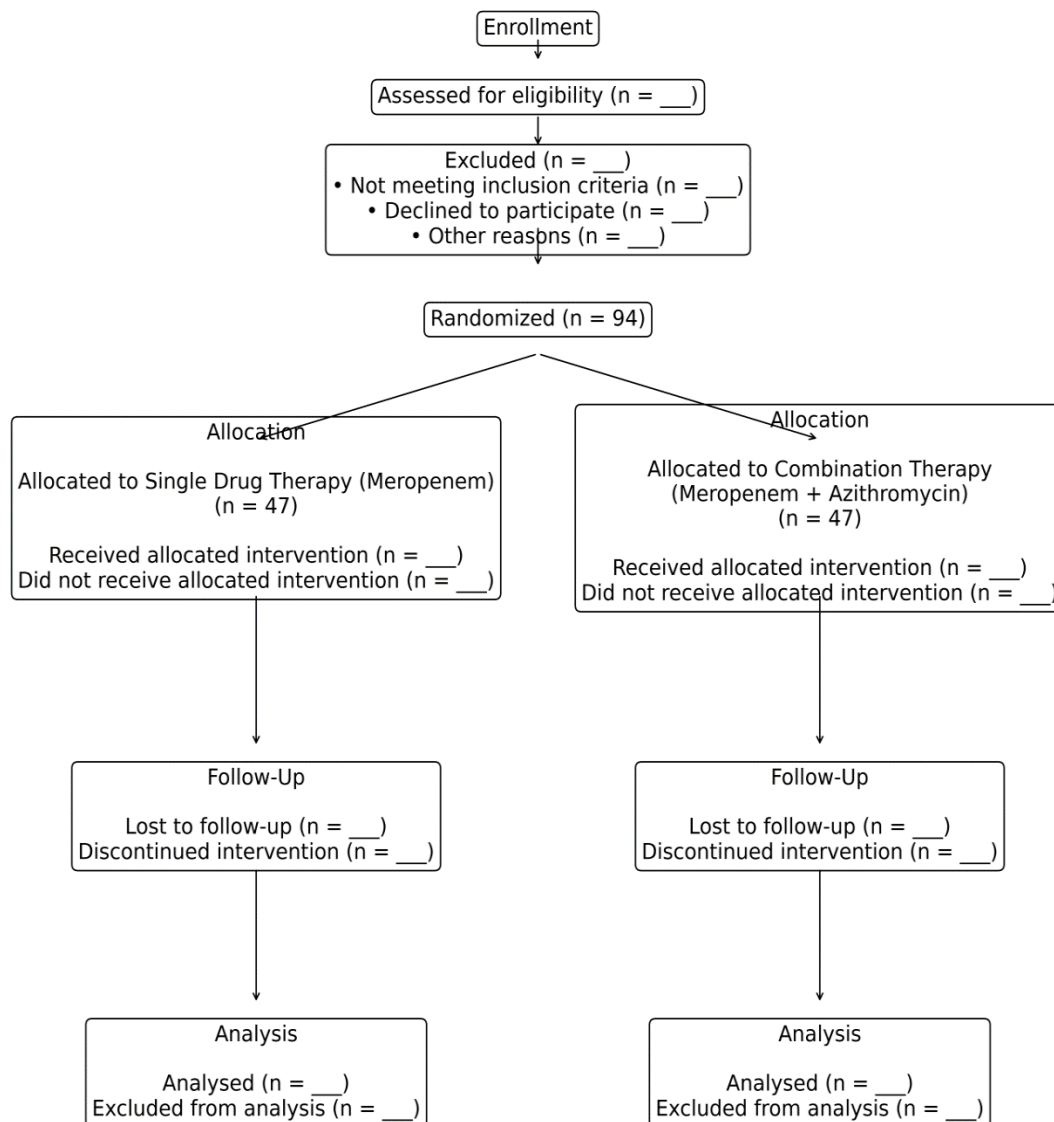 Enrollment
Assessed for eligibility (n = ___)
Excluded (n = ___)
• Not meeting inclusion criteria (n = ___)
• Declined to participate (n = ___)
• Other reasons (n = ___)
Randomized (n = 94)
Allocation
Allocated to Single Drug Therapy (Meropenem)
(n = 47)
Received allocated intervention (n = ___)
Did not receive allocated intervention (n = ___)
Allocation
Allocated to Combination Therapy
(Meropenem + Azithromycin)
(n = 47)
Received allocated intervention (n = ___)
Did not receive allocated intervention (n = ___)
Follow-Up
Lost to follow-up (n = ___)
Discontinued intervention (n = ___)
Follow-Up
Lost to follow-up (n = ___)
Discontinued intervention (n = ___)
Analysis
Analysed (n = ___)
Excluded from analysis (n = ___)
Analysis
Analysed (n = ___)
Excluded from analysis (n = ___)